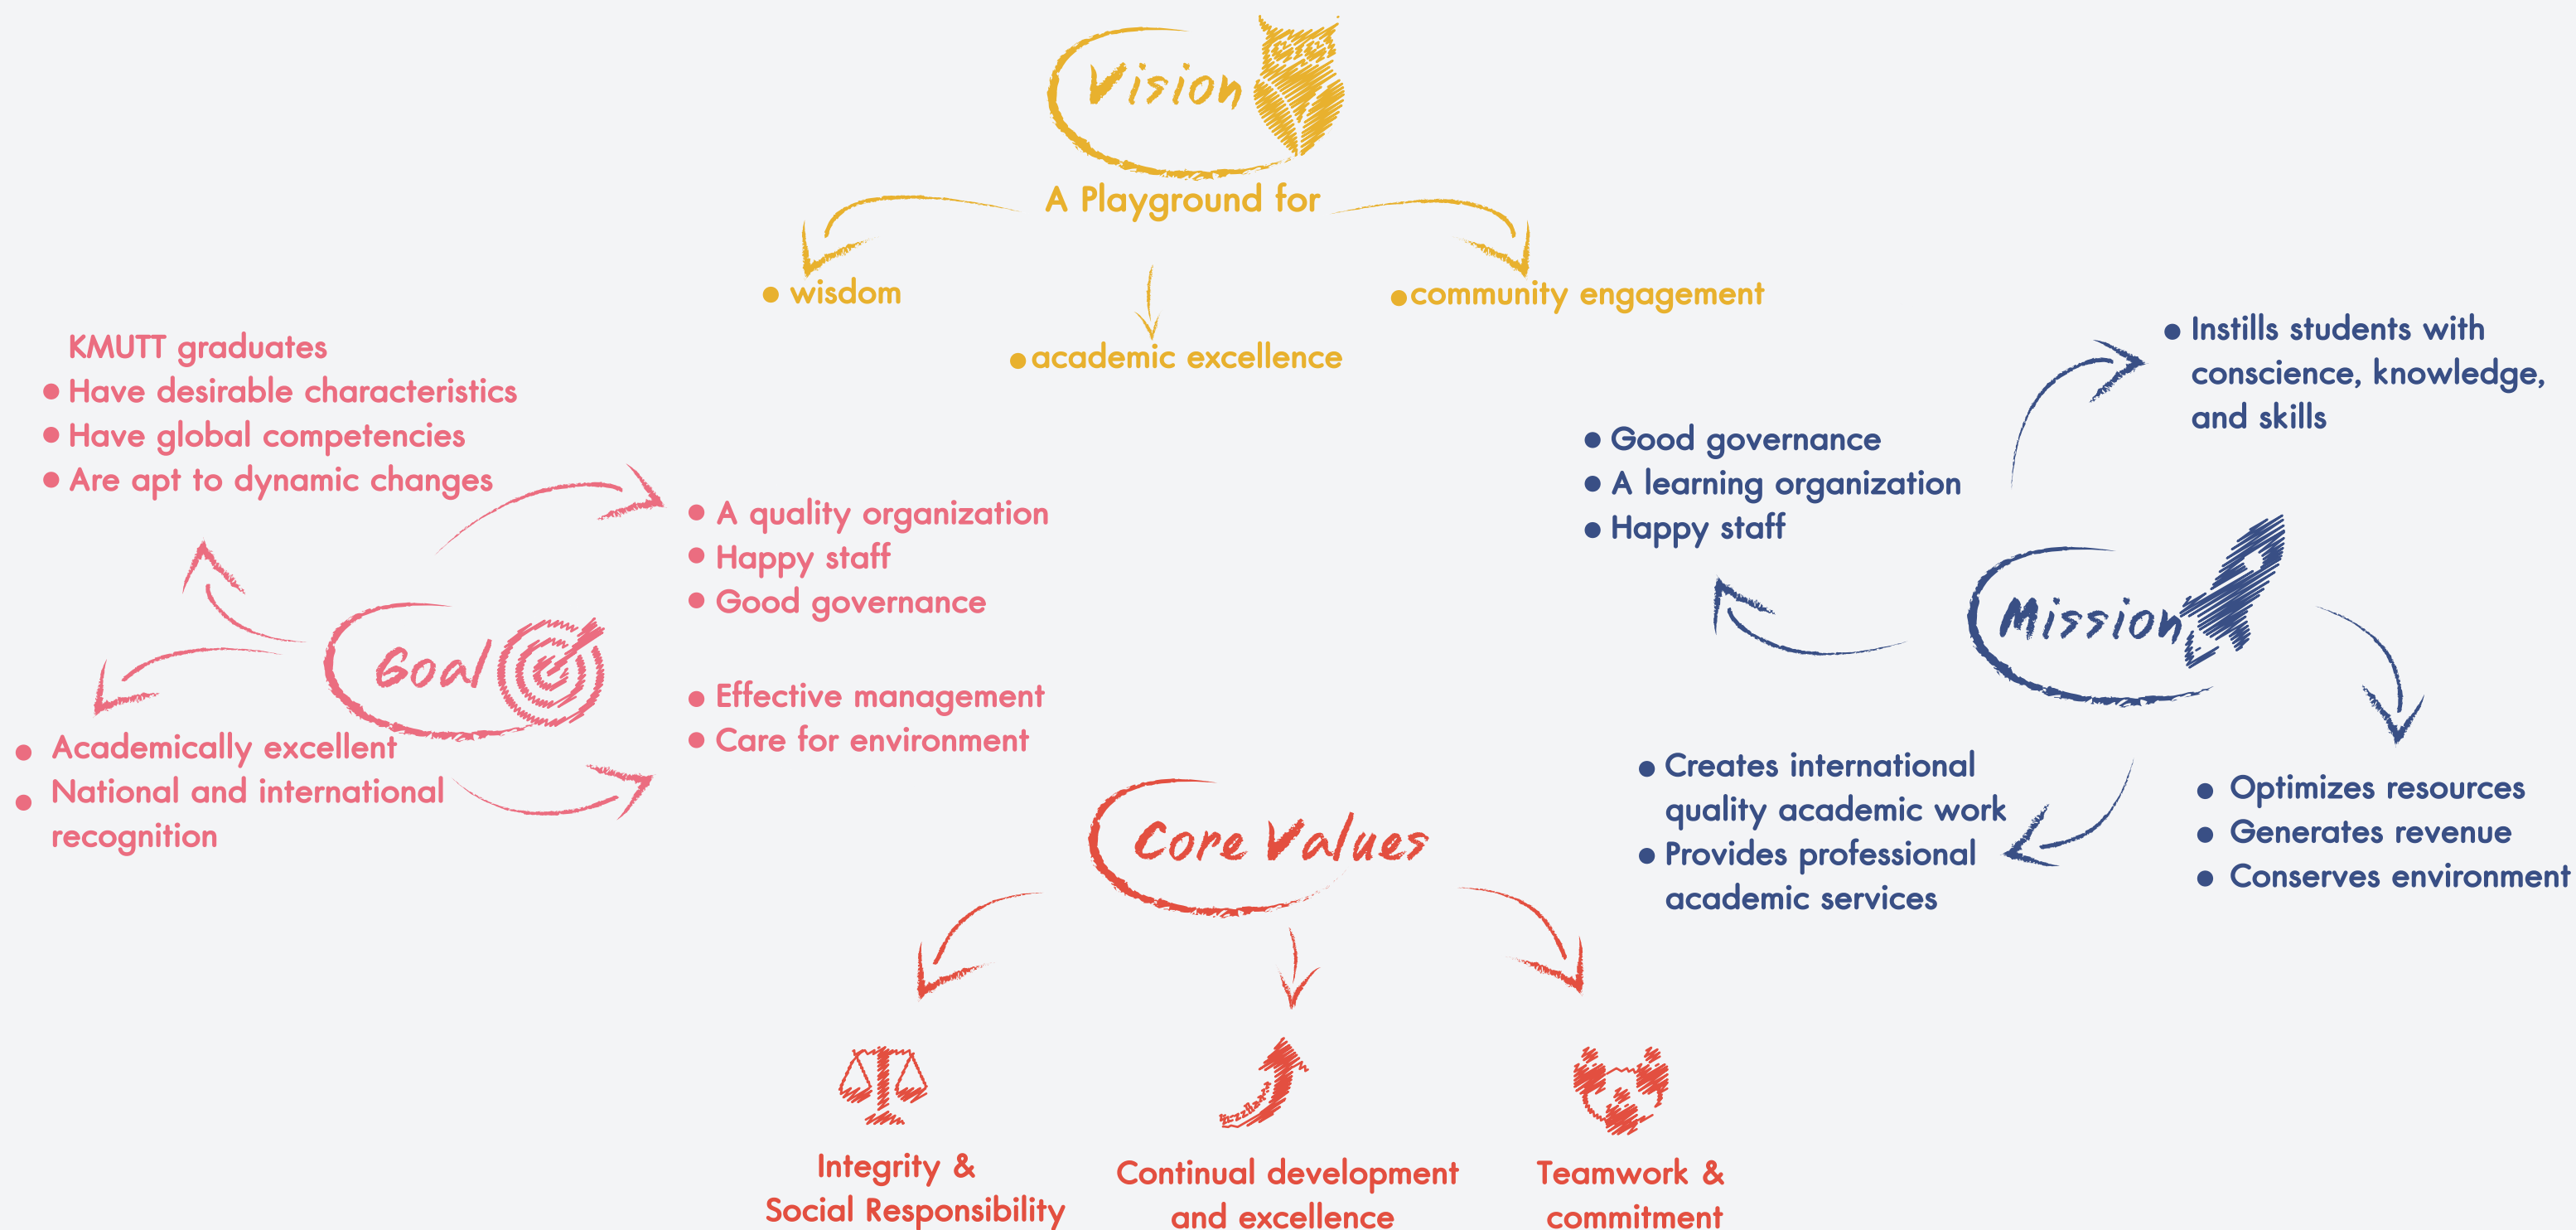 Vision
A Playground for
wisdom
academic excellence
community engagement
KMUTT graduates
Have desirable characteristics
Have global competencies
Are apt to dynamic changes
A quality organization
Happy staff
Good governance
Goal
Academically excellent
National and international
recognition
Effective management
Care for environment
Instills students with
conscience, knowledge,
and skills
Good governance
A learning organization
Happy staff
Mission
Creates international
quality academic work
Provides professional
academic services
Optimizes resources
Generates revenue
Conserves environment
Core Values
Integrity &
Social Responsibility
Continual development
and excellence
Teamwork &
commitment